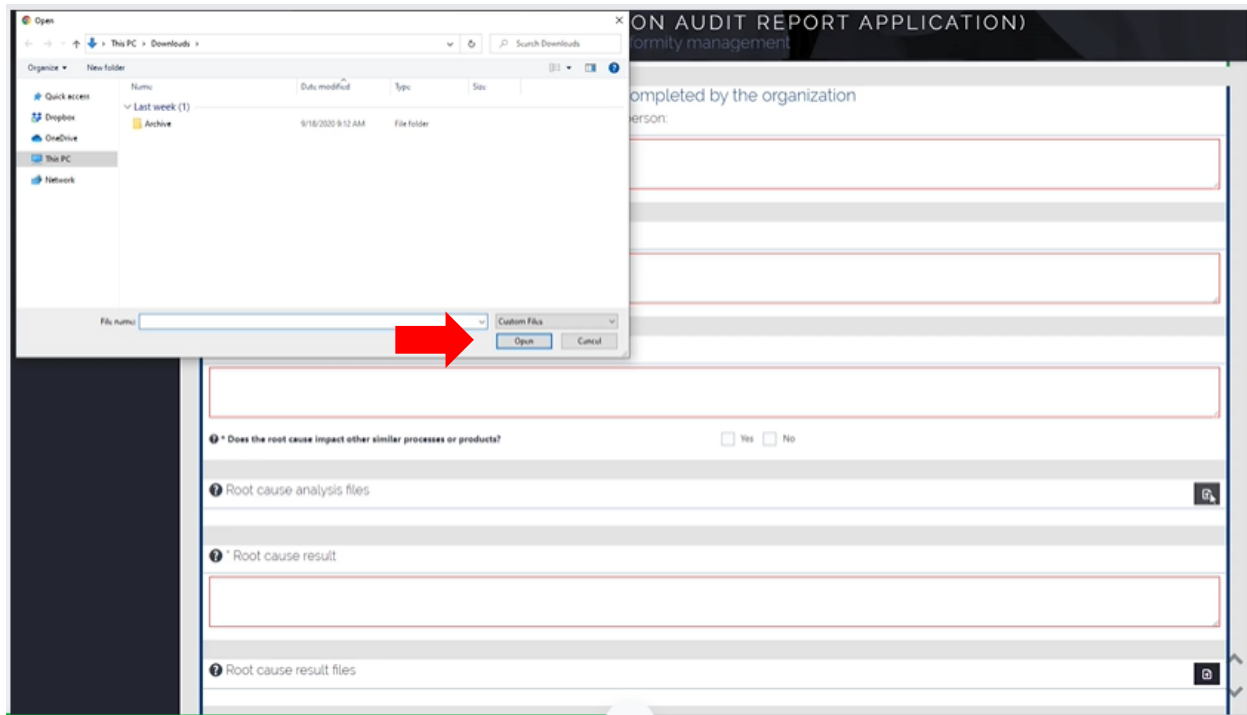 Open
ON AUDIT REPORT APPLICATION)
formity management
This PC > Downloads >
Search Downloads
Organize New folder
Name Date modified Type Size
Quick access
Last week (1)
Dropbox
Archive 9/18/2020 9:12 AM File folder
OneDrive
This PC
Network
ompleted by the organization
erson:
File name: Custom Files
Open Cancel
* Does the root cause impact other similar processes or products? Yes No
Root cause analysis files
* Root cause result
Root cause result files